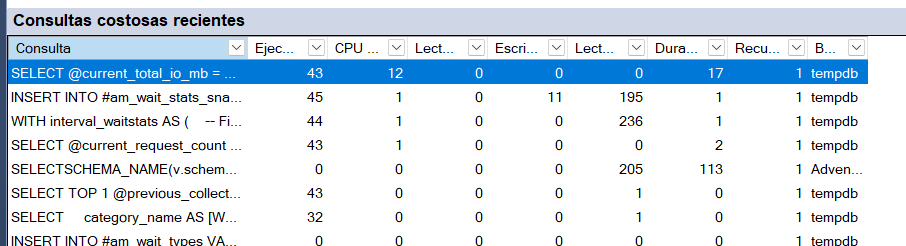 Consultas costosas recientes
Consulta Ejec... CPU ... Lect... Escri... Lect... Dura... Recu... B...
SELECT @current_total_io_mb = ... 43 12 0 0 0 17 1 tempdb
INSERT INTO #am_wait_stats_sna... 45 1 0 11 195 1 1 tempdb
WITH interval_waitstats AS ( -- Fi... 44 1 0 0 236 1 1 tempdb
SELECT @current_request_count ... 43 1 0 0 0 2 1 tempdb
SELECTSCHEMA_NAME(v.schem... 0 0 0 0 205 113 1 Adven...
SELECT TOP 1 @previous_collect... 43 0 0 0 1 0 1 tempdb
SELECT category_name AS [W... 32 0 0 0 1 0 1 tempdb
INSERT INTO #am_wait_types VA... 0 0 0 0 0 0 1 tempdb